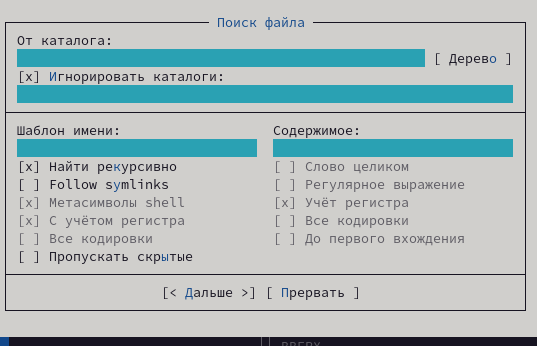 Поиск файла
От каталога:
[ Дерево ]
[x] Игнорировать каталоги:
Шаблон имени:
[x] Найти рекурсивно
[ ] Follow symlinks
[x] Метасимволы shell
[x] С учётом регистра
[ ] Все кодировки
[ ] Пропускать скрытые
Содержимое:
[ ] Слово целиком
[ ] Регулярное выражение
[x] Учёт регистра
[ ] Все кодировки
[ ] До первого вхождения
[< Дальше >] [ Прервать ]